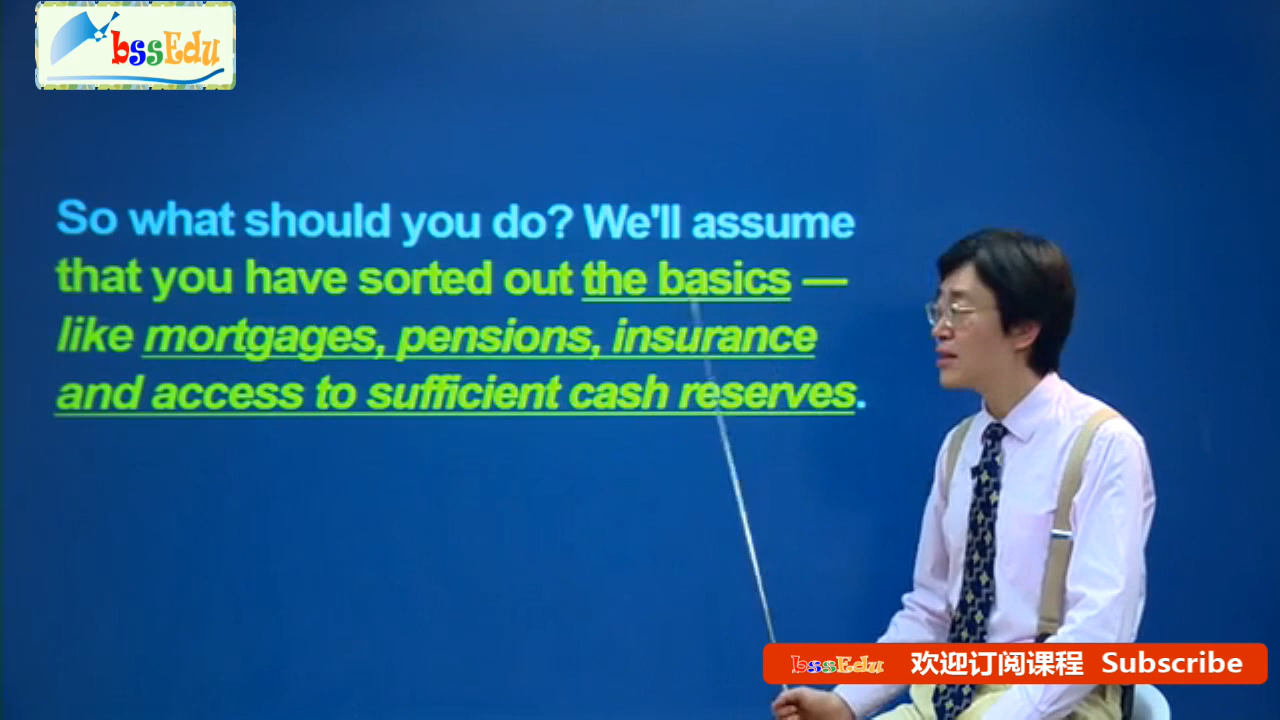 bssEdu
So what should you do? We'll assume
that you have sorted out the basics —
like mortgages, pensions, insurance
and access to sufficient cash reserves.
bssEdu 欢迎订阅课程 Subscribe